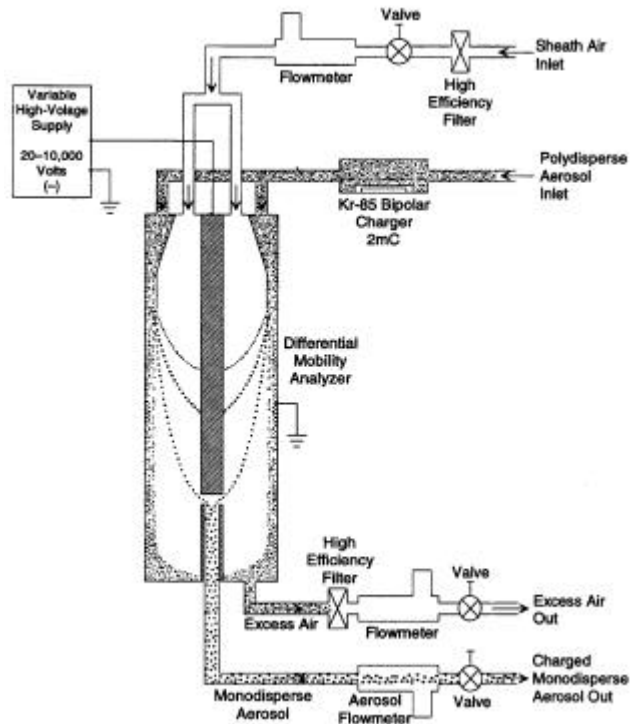 Valve
Sheath Air
Inlet
Flowmeter
High
Efficiency
Filter
Variable
High-Volage
Supply
20–10,000
Volts
(–)
Polydisperse
Aerosol
Inlet
Kr-85 Bipolar
Charger
2mC
Differential
Mobility
Analyzer
High
Efficiency
Filter
Valve
Excess Air
Out
Excess Air
Flowmeter
Charged
Monodisperse
Aerosol Out
Monodisperse
Aerosol
Aerosol
Flowmeter
Valve